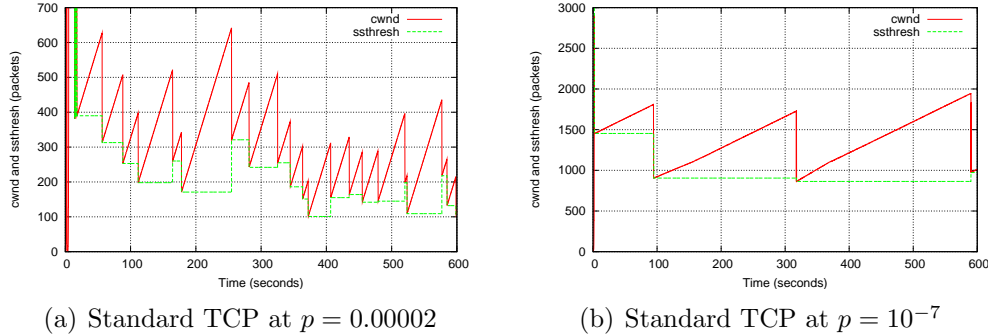 cwnd and ssthresh (packets)
700
600
500
400
300
200
100
0
cwnd
ssthresh
0 100 200 300 400 500 600
Time (seconds)
(a) Standard TCP at p = 0.00002
cwnd and ssthresh (packets)
3000
2500
2000
1500
1000
500
0
cwnd
ssthresh
0 100 200 300 400 500 600
Time (seconds)
(b) Standard TCP at p = 10⁻⁷